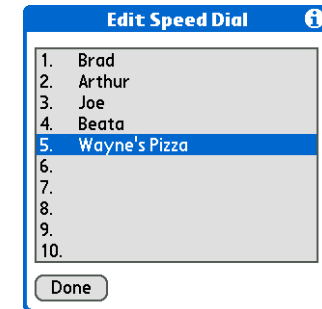 Edit Speed Dial i
1. Brad
2. Arthur
3. Joe
4. Beata
5. Wayne's Pizza
6.
7.
8.
9.
10.
Done